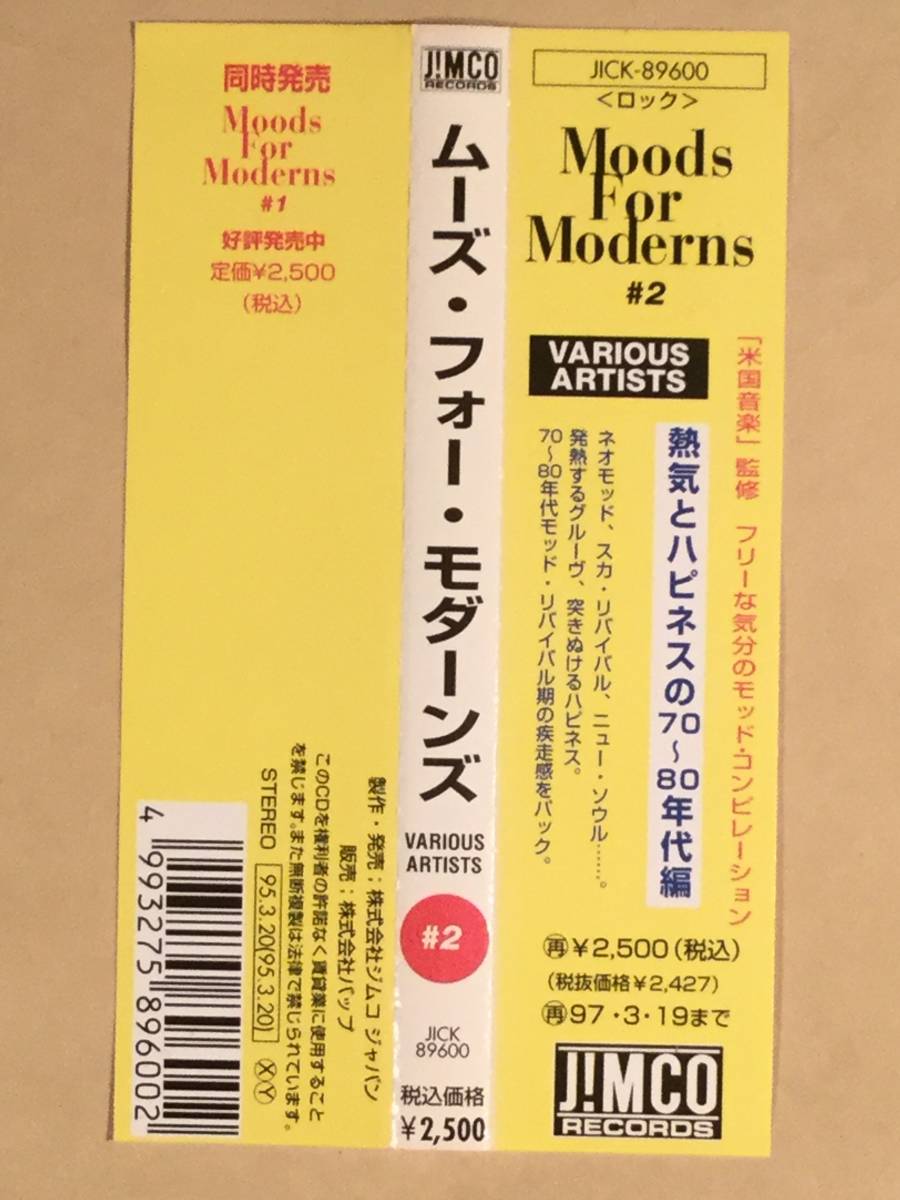 同時発売
Moods
For
Moderns
#1
好評発売中
定価¥2,500
(税込)
製作・発売；株式会社ジムコ ジャパン
販売；株式会社バップ
このCDを権利者の許諾なく賃貸業に使用すること
を禁じます。また無断複製は法律で禁じられています。
STEREO 95.3.20(95.3.20) XY
4 993275 896002
J!MCO
RECORDS
ムーズ・フォー・モダーンズ
VARIOUS
ARTISTS
#2
JICK
89600
税込価格
¥2,500
JICK-89600
＜ロック＞
Moods
For
Moderns
#2
VARIOUS
ARTISTS
「米国音楽」監修 フリーな気分のモッド・コンピレーション
熱気とハピネスの70〜80年代編
ネオモッド、スカ・リバイバル、ニュー・ソウル……。
発熱するグルーヴ、突きぬけるハピネス。
70〜80年代モッド・リバイバル期の疾走感をパック。
再¥2,500(税込)
(税抜価格¥2,427)
再97・3・19まで
J!MCO
RECORDS